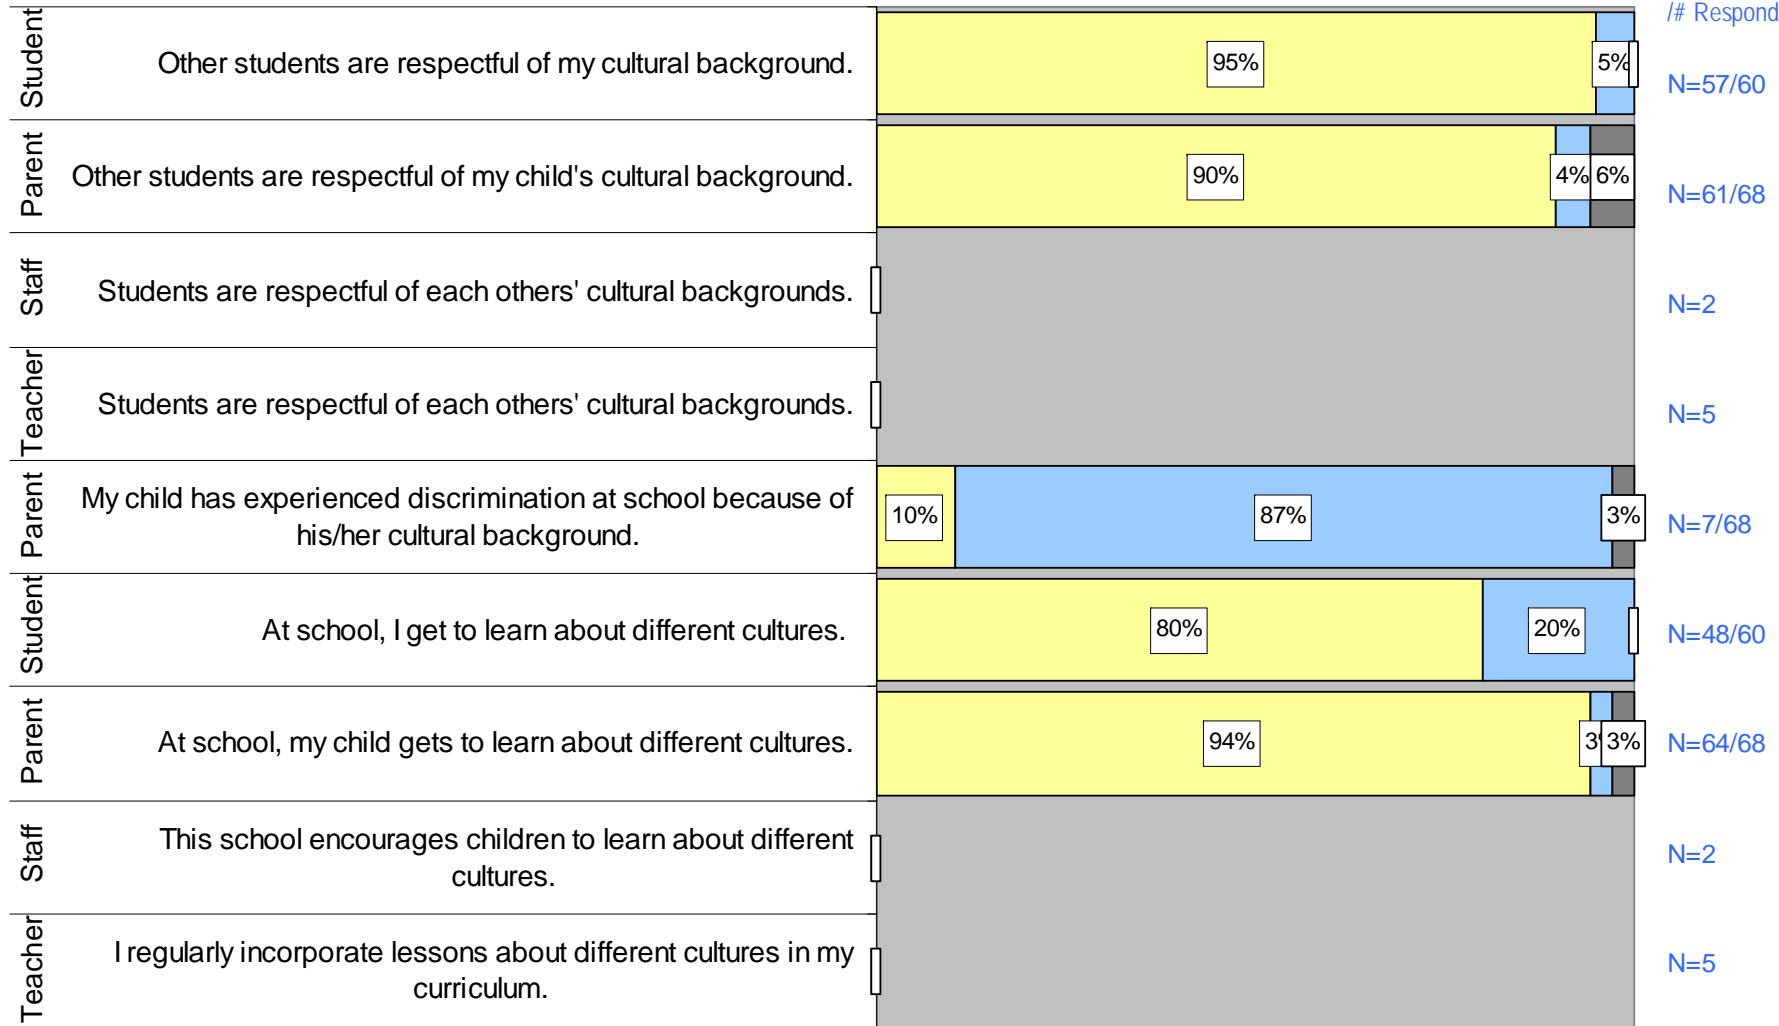 /# Respond
Student
Other students are respectful of my cultural background.
95%
5%
N=57/60
Parent
Other students are respectful of my child's cultural background.
90%
4%
6%
N=61/68
Staff
Students are respectful of each others' cultural backgrounds.
N=2
Teacher
Students are respectful of each others' cultural backgrounds.
N=5
Parent
My child has experienced discrimination at school because of
his/her cultural background.
10%
87%
3%
N=7/68
Student
At school, I get to learn about different cultures.
80%
20%
N=48/60
Parent
At school, my child gets to learn about different cultures.
94%
3%
3%
N=64/68
Staff
This school encourages children to learn about different
cultures.
N=2
Teacher
I regularly incorporate lessons about different cultures in my
curriculum.
N=5